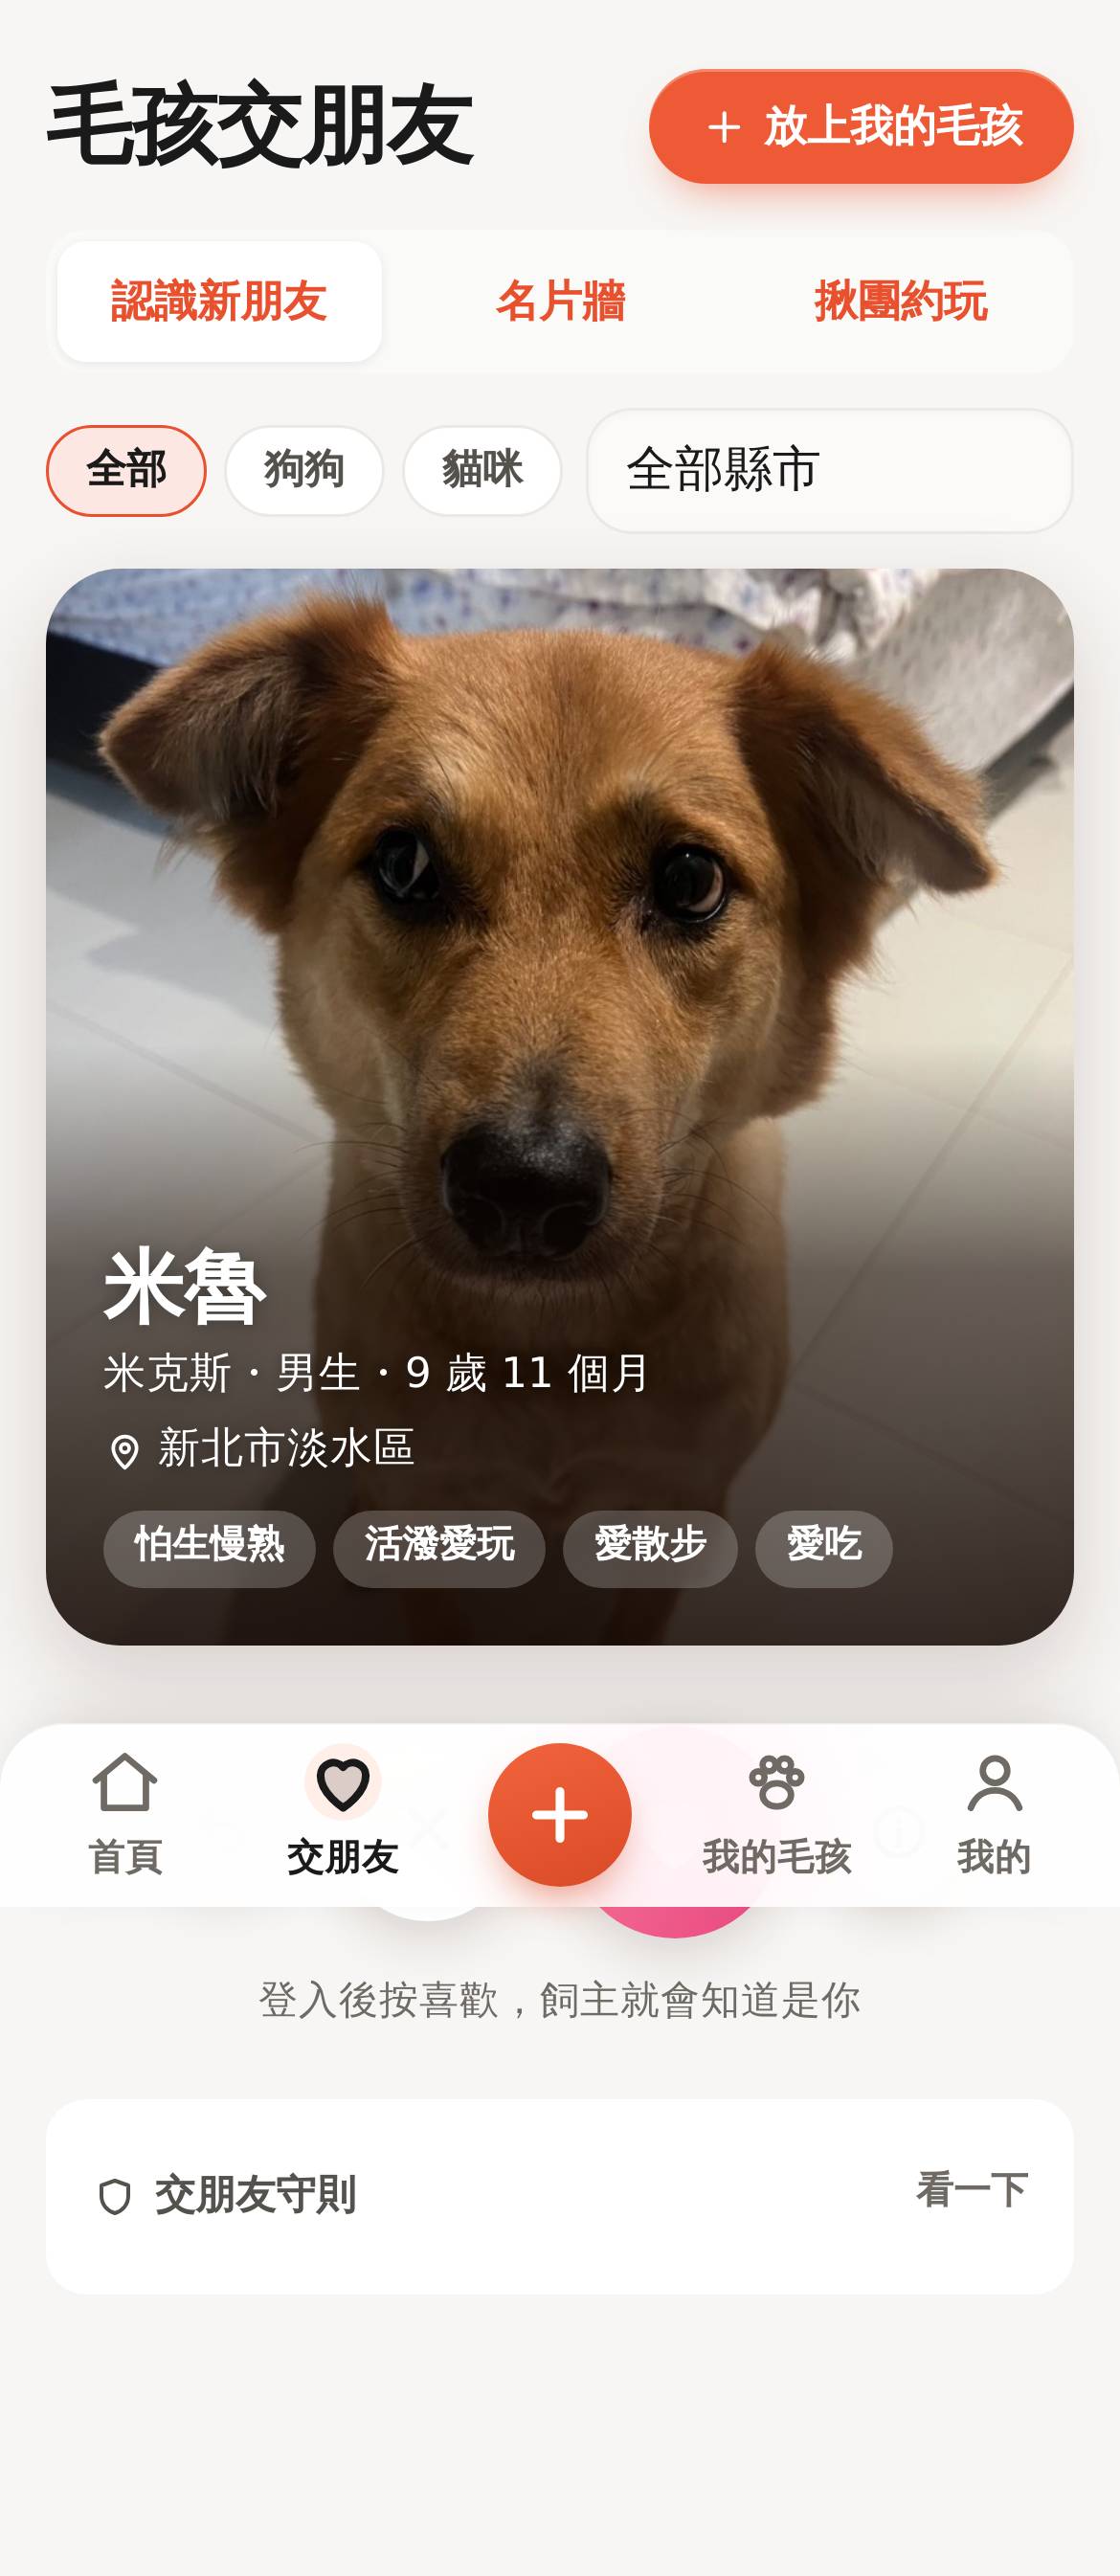 毛孩交朋友
放上我的毛孩
認識新朋友 名片牆 揪團約玩
全部 狗狗 貓咪 全部縣市
米魯
米克斯・男生・9 歲 11 個月
新北市淡水區
怕生慢熟 活潑愛玩 愛散步 愛吃
首頁 交朋友 我的毛孩 我的
登入後按喜歡，飼主就會知道是你
交朋友守則 看一下